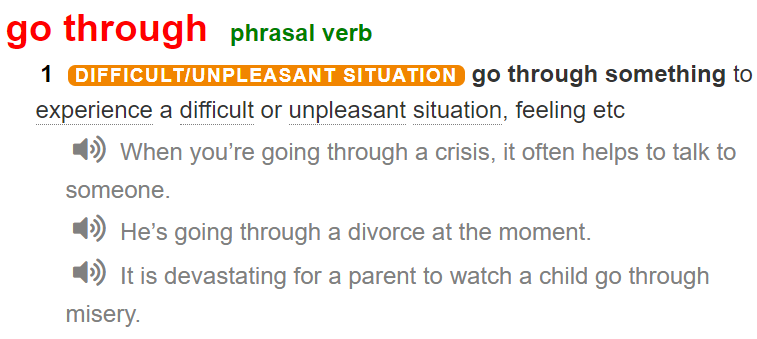 go through phrasal verb
1 DIFFICULT/UNPLEASANT SITUATION go through something to
experience a difficult or unpleasant situation, feeling etc
When you’re going through a crisis, it often helps to talk to
someone.
He’s going through a divorce at the moment.
It is devastating for a parent to watch a child go through
misery.